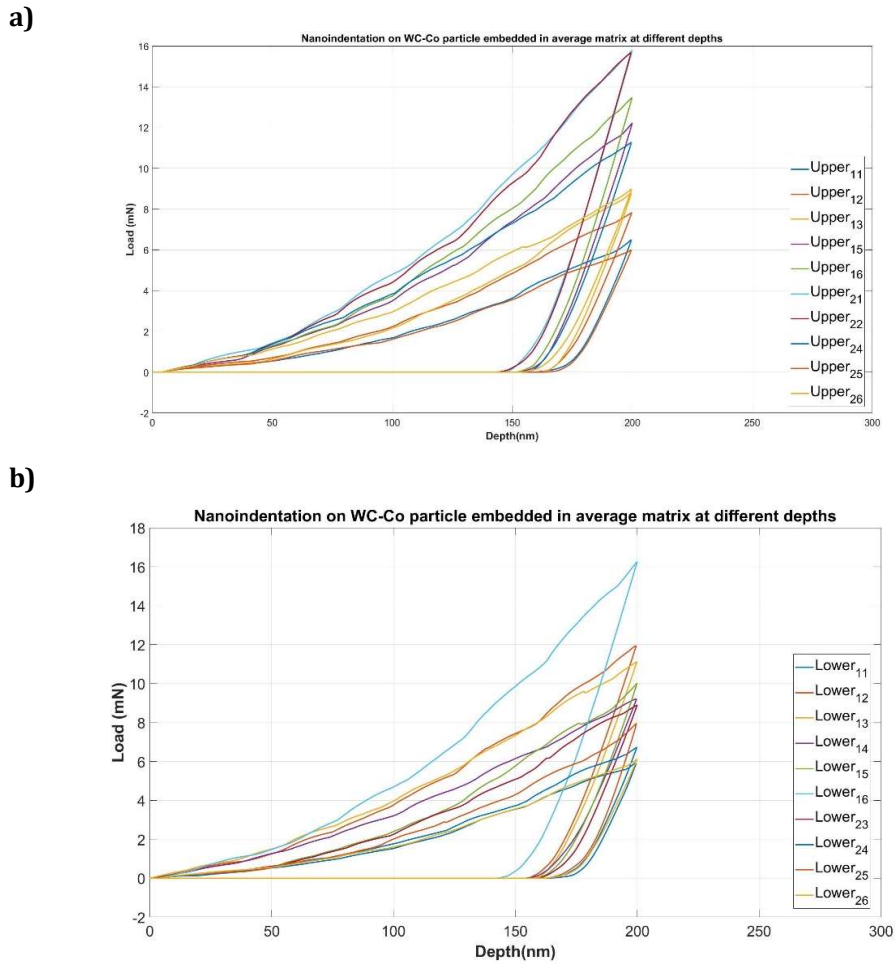 a)
Nanoindentation on WC-Co particle embedded in average matrix at different depths
16
14
12
10
8
6
4
2
0
-2
Load (mN)
Upper11
Upper12
Upper13
Upper15
Upper16
Upper21
Upper22
Upper24
Upper25
Upper26
0 50 100 150 200 250 300
Depth(nm)
b)
Nanoindentation on WC-Co particle embedded in average matrix at different depths
18
16
14
12
10
8
6
4
2
0
-2
Load (mN)
Lower11
Lower12
Lower13
Lower14
Lower15
Lower16
Lower23
Lower24
Lower25
Lower26
0 50 100 150 200 250 300
Depth(nm)